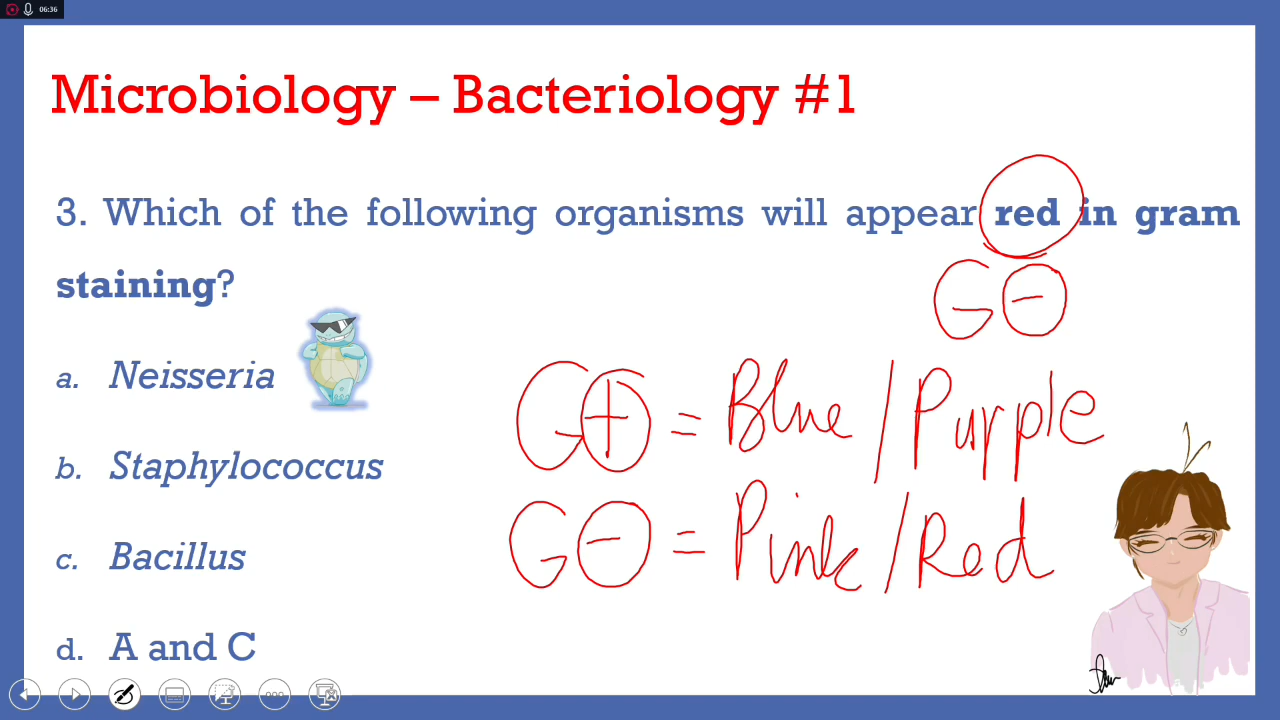 06:36
Microbiology – Bacteriology #1
3. Which of the following organisms will appear red in gram
staining?
G -
a. Neisseria
G + = Blue / Purple
b. Staphylococcus
G - = Pink / Red
c. Bacillus
d. A and C